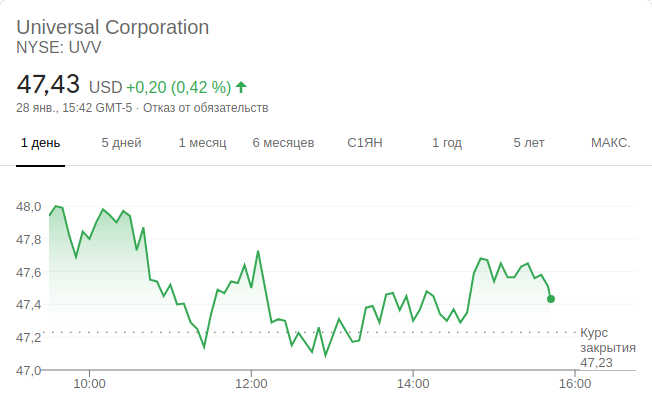 Universal Corporation
NYSE: UVV
47,43 USD +0,20 (0,42 %)
28 янв., 15:42 GMT-5 · Отказ от обязательств
1 день 5 дней 1 месяц 6 месяцев С1ЯН 1 год 5 лет МАКС.
48,0
47,8
47,6
47,4
47,2
47,0
Курс
закрытия
47,23
10:00 12:00 14:00 16:00